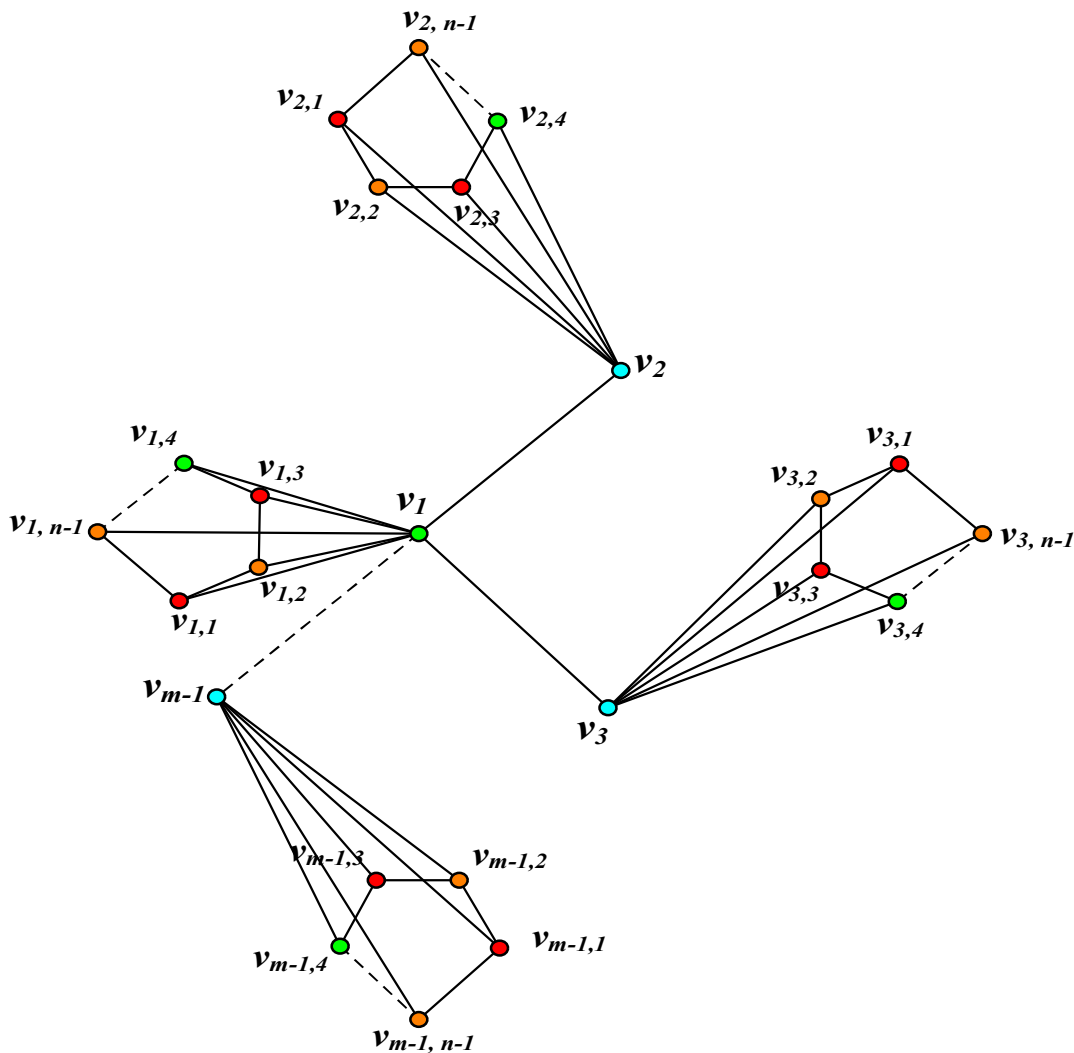 v2, n-1
v2,1
v2,4
v2,2
v2,3
v2
v1,4
v1,3
v1
v3,1
v3,2
v1, n-1
v3, n-1
v1,2
v1,1
v3,3
v3,4
vm-1
v3
vm-1,3
vm-1,2
vm-1,4
vm-1,1
vm-1, n-1